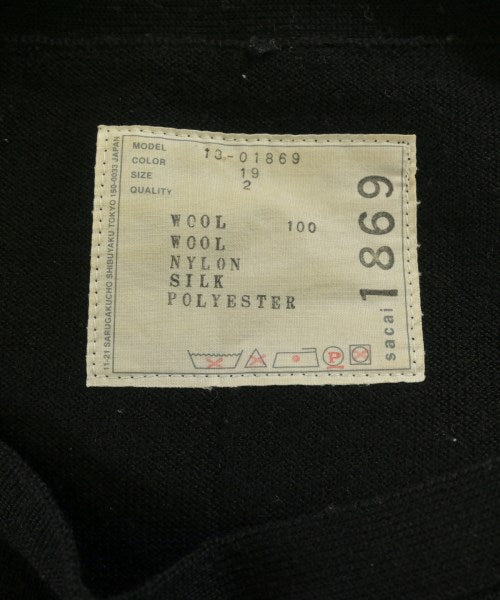 MODEL 13-01869
COLOR 19
SIZE 2
QUALITY
WOOL 100
WOOL
NYLON
SILK
POLYESTER
P
sacai 1869
11-21 SARUGAKUCHO SHIBUYAKU TOKYO 150-0033 JAPAN